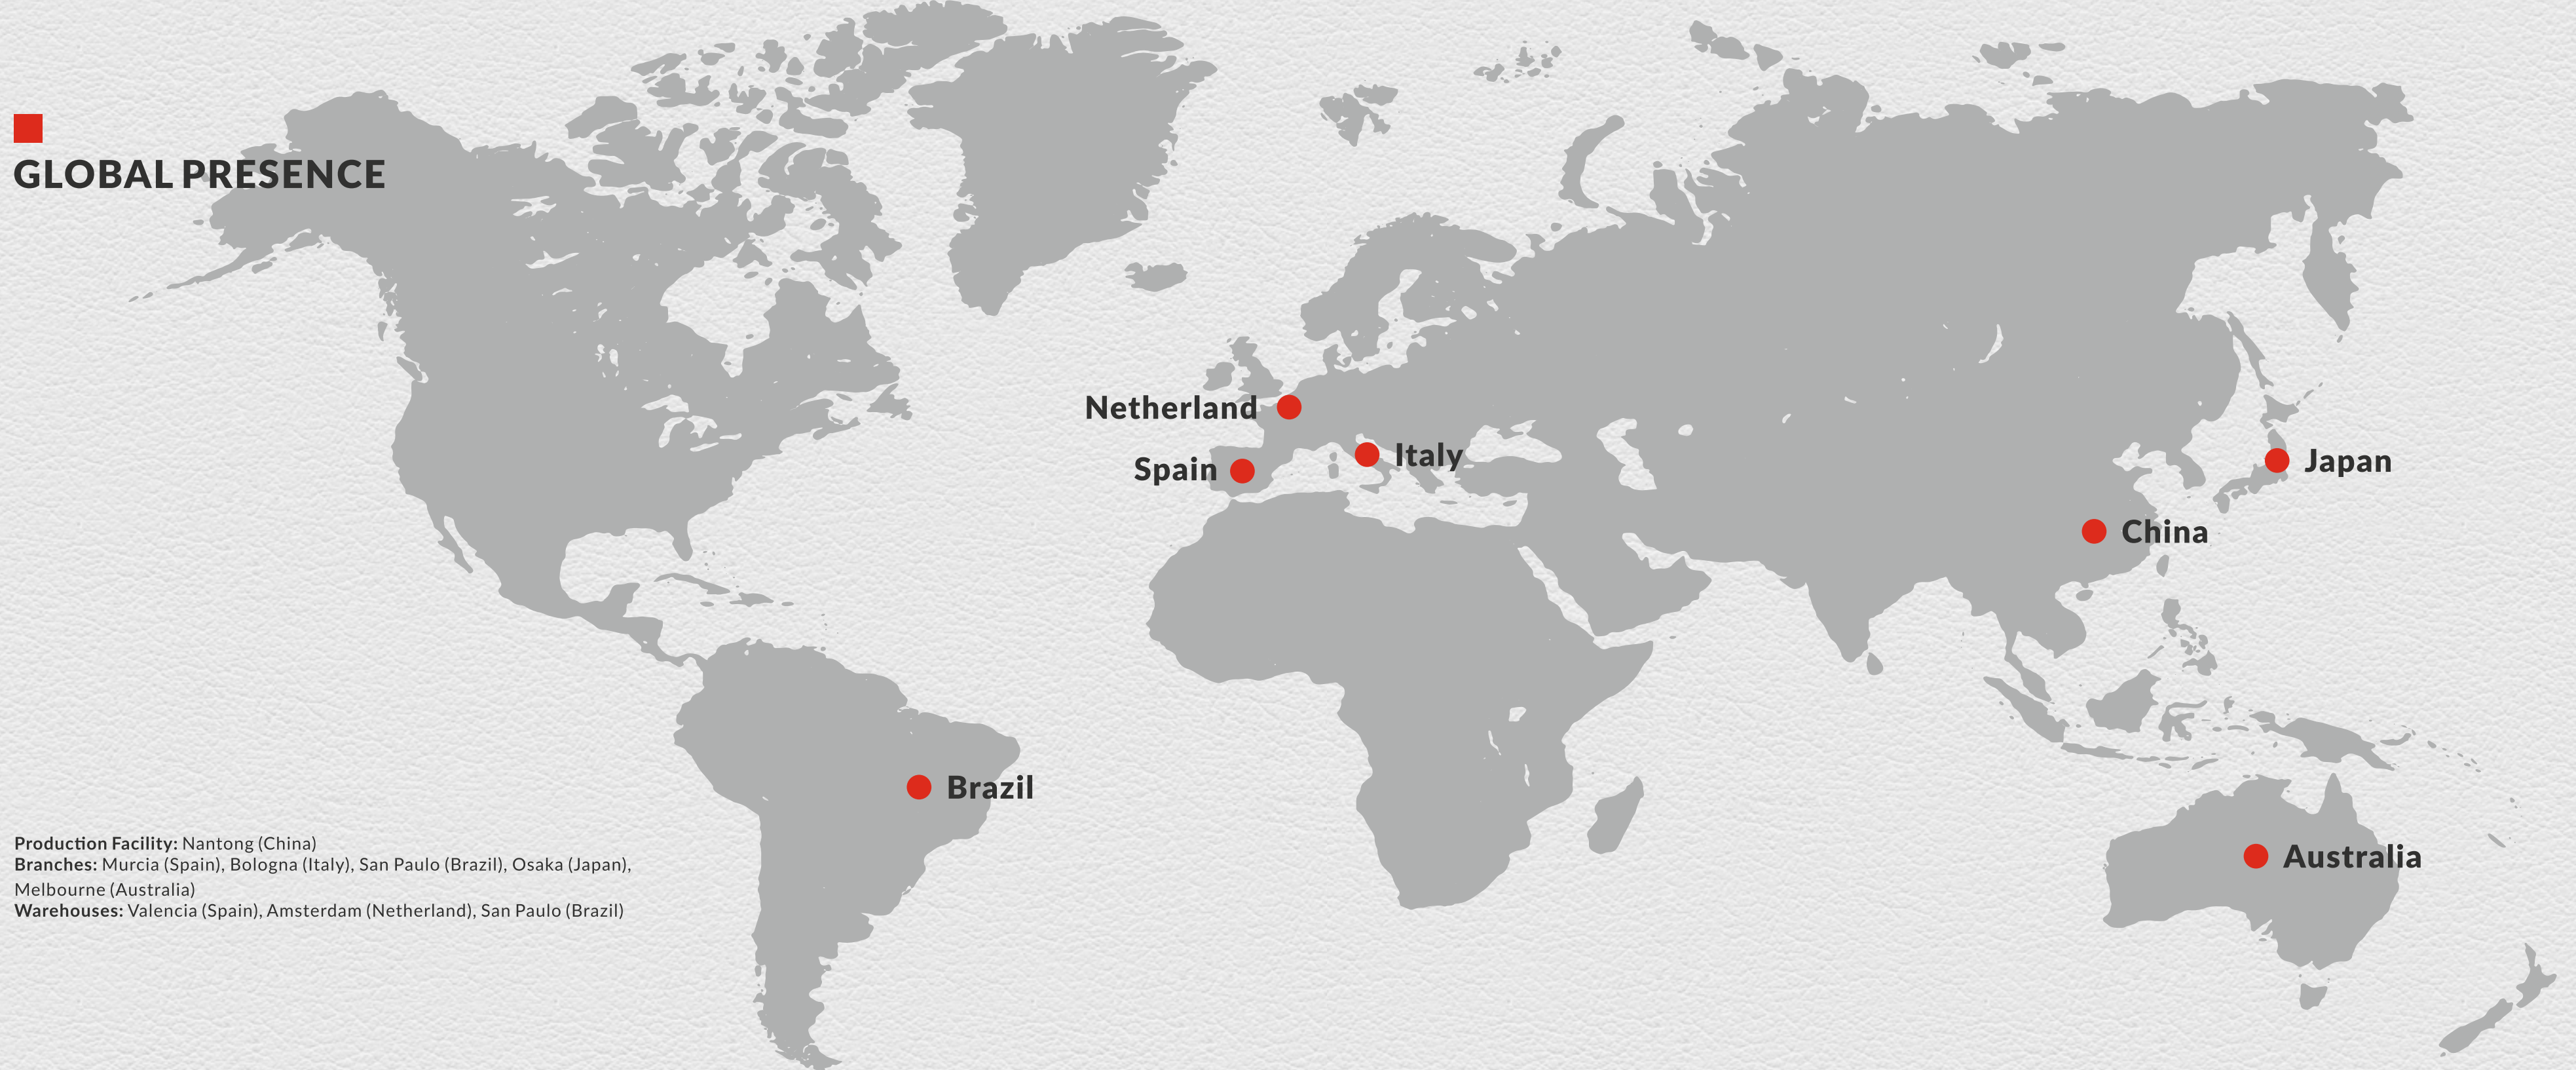 GLOBAL PRESENCE
Netherland
Spain
Italy
Japan
China
Brazil
Australia
Production Facility: Nantong (China)
Branches: Murcia (Spain), Bologna (Italy), San Paulo (Brazil), Osaka (Japan),
Melbourne (Australia)
Warehouses: Valencia (Spain), Amsterdam (Netherland), San Paulo (Brazil)